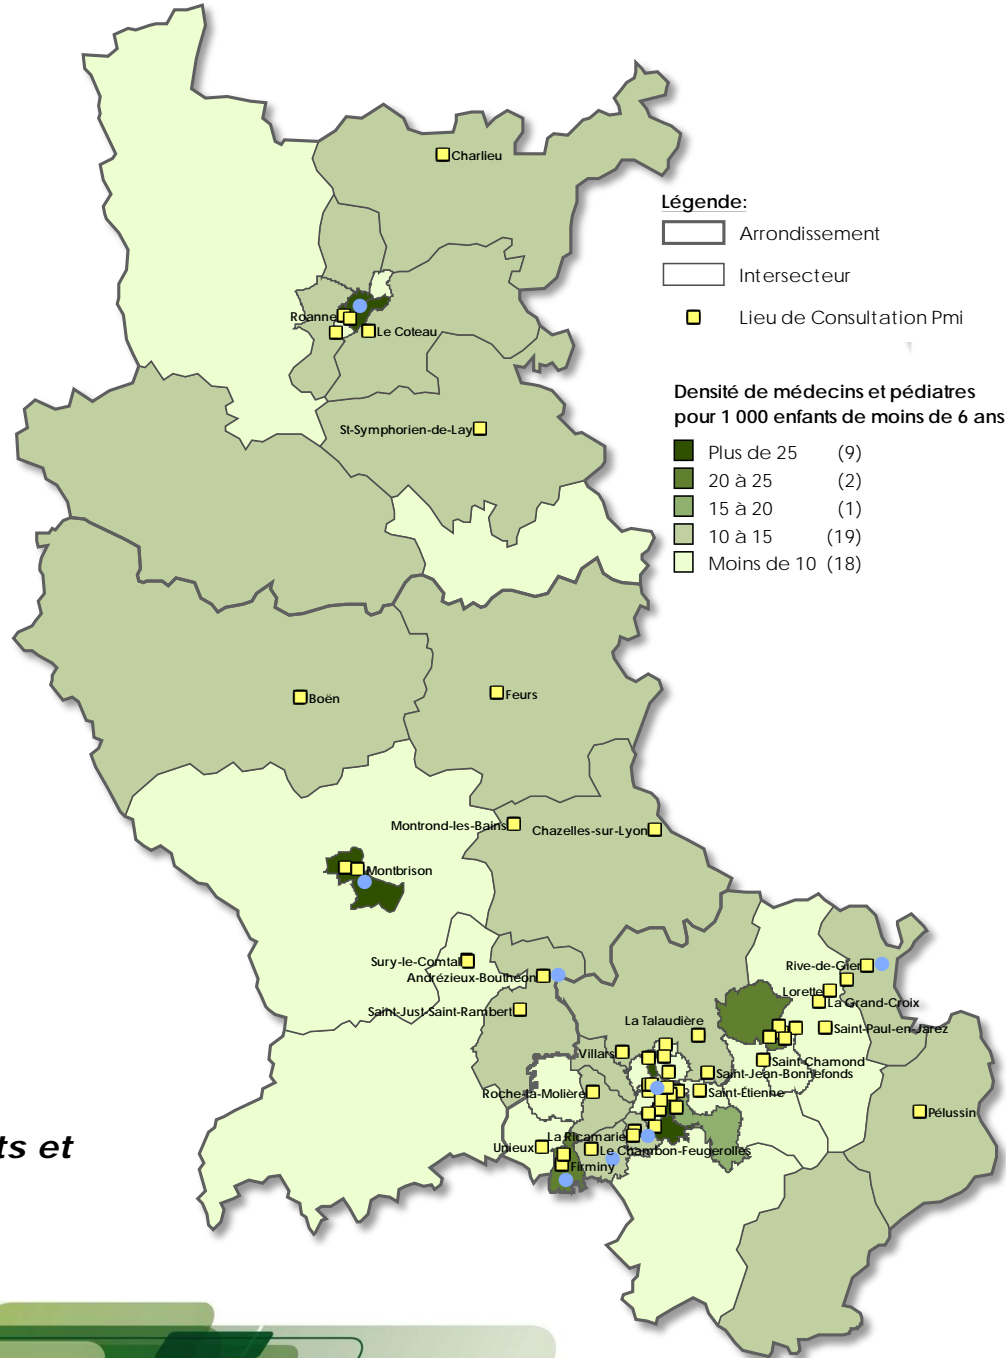 Charlieu
Légende:
Arrondissement
Intersecteur
Lieu de Consultation Pmi
Roanne
Le Coteau
Densité de médecins et pédiatres
pour 1 000 enfants de moins de 6 ans
Plus de 25 (9)
20 à 25 (2)
15 à 20 (1)
10 à 15 (19)
Moins de 10 (18)
St-Symphorien-de-Lay
Boën
Feurs
Montrond-les-Bains
Chazelles-sur-Lyon
Montbrison
Sury-le-Comtal
Andrézieux-Bouthéon
Rive-de-Gier
Lorette
La Grand-Croix
Saint-Just-Saint-Rambert
La Talaudière
Saint-Paul-en-Jarez
Villars
Saint-Chamond
Saint-Jean-Bonnefonds
Roche-la-Molière
Saint-Étienne
Pélussin
La Ricamarie
Unieux
Le Chambon-Feugerolles
Firminy
ts et